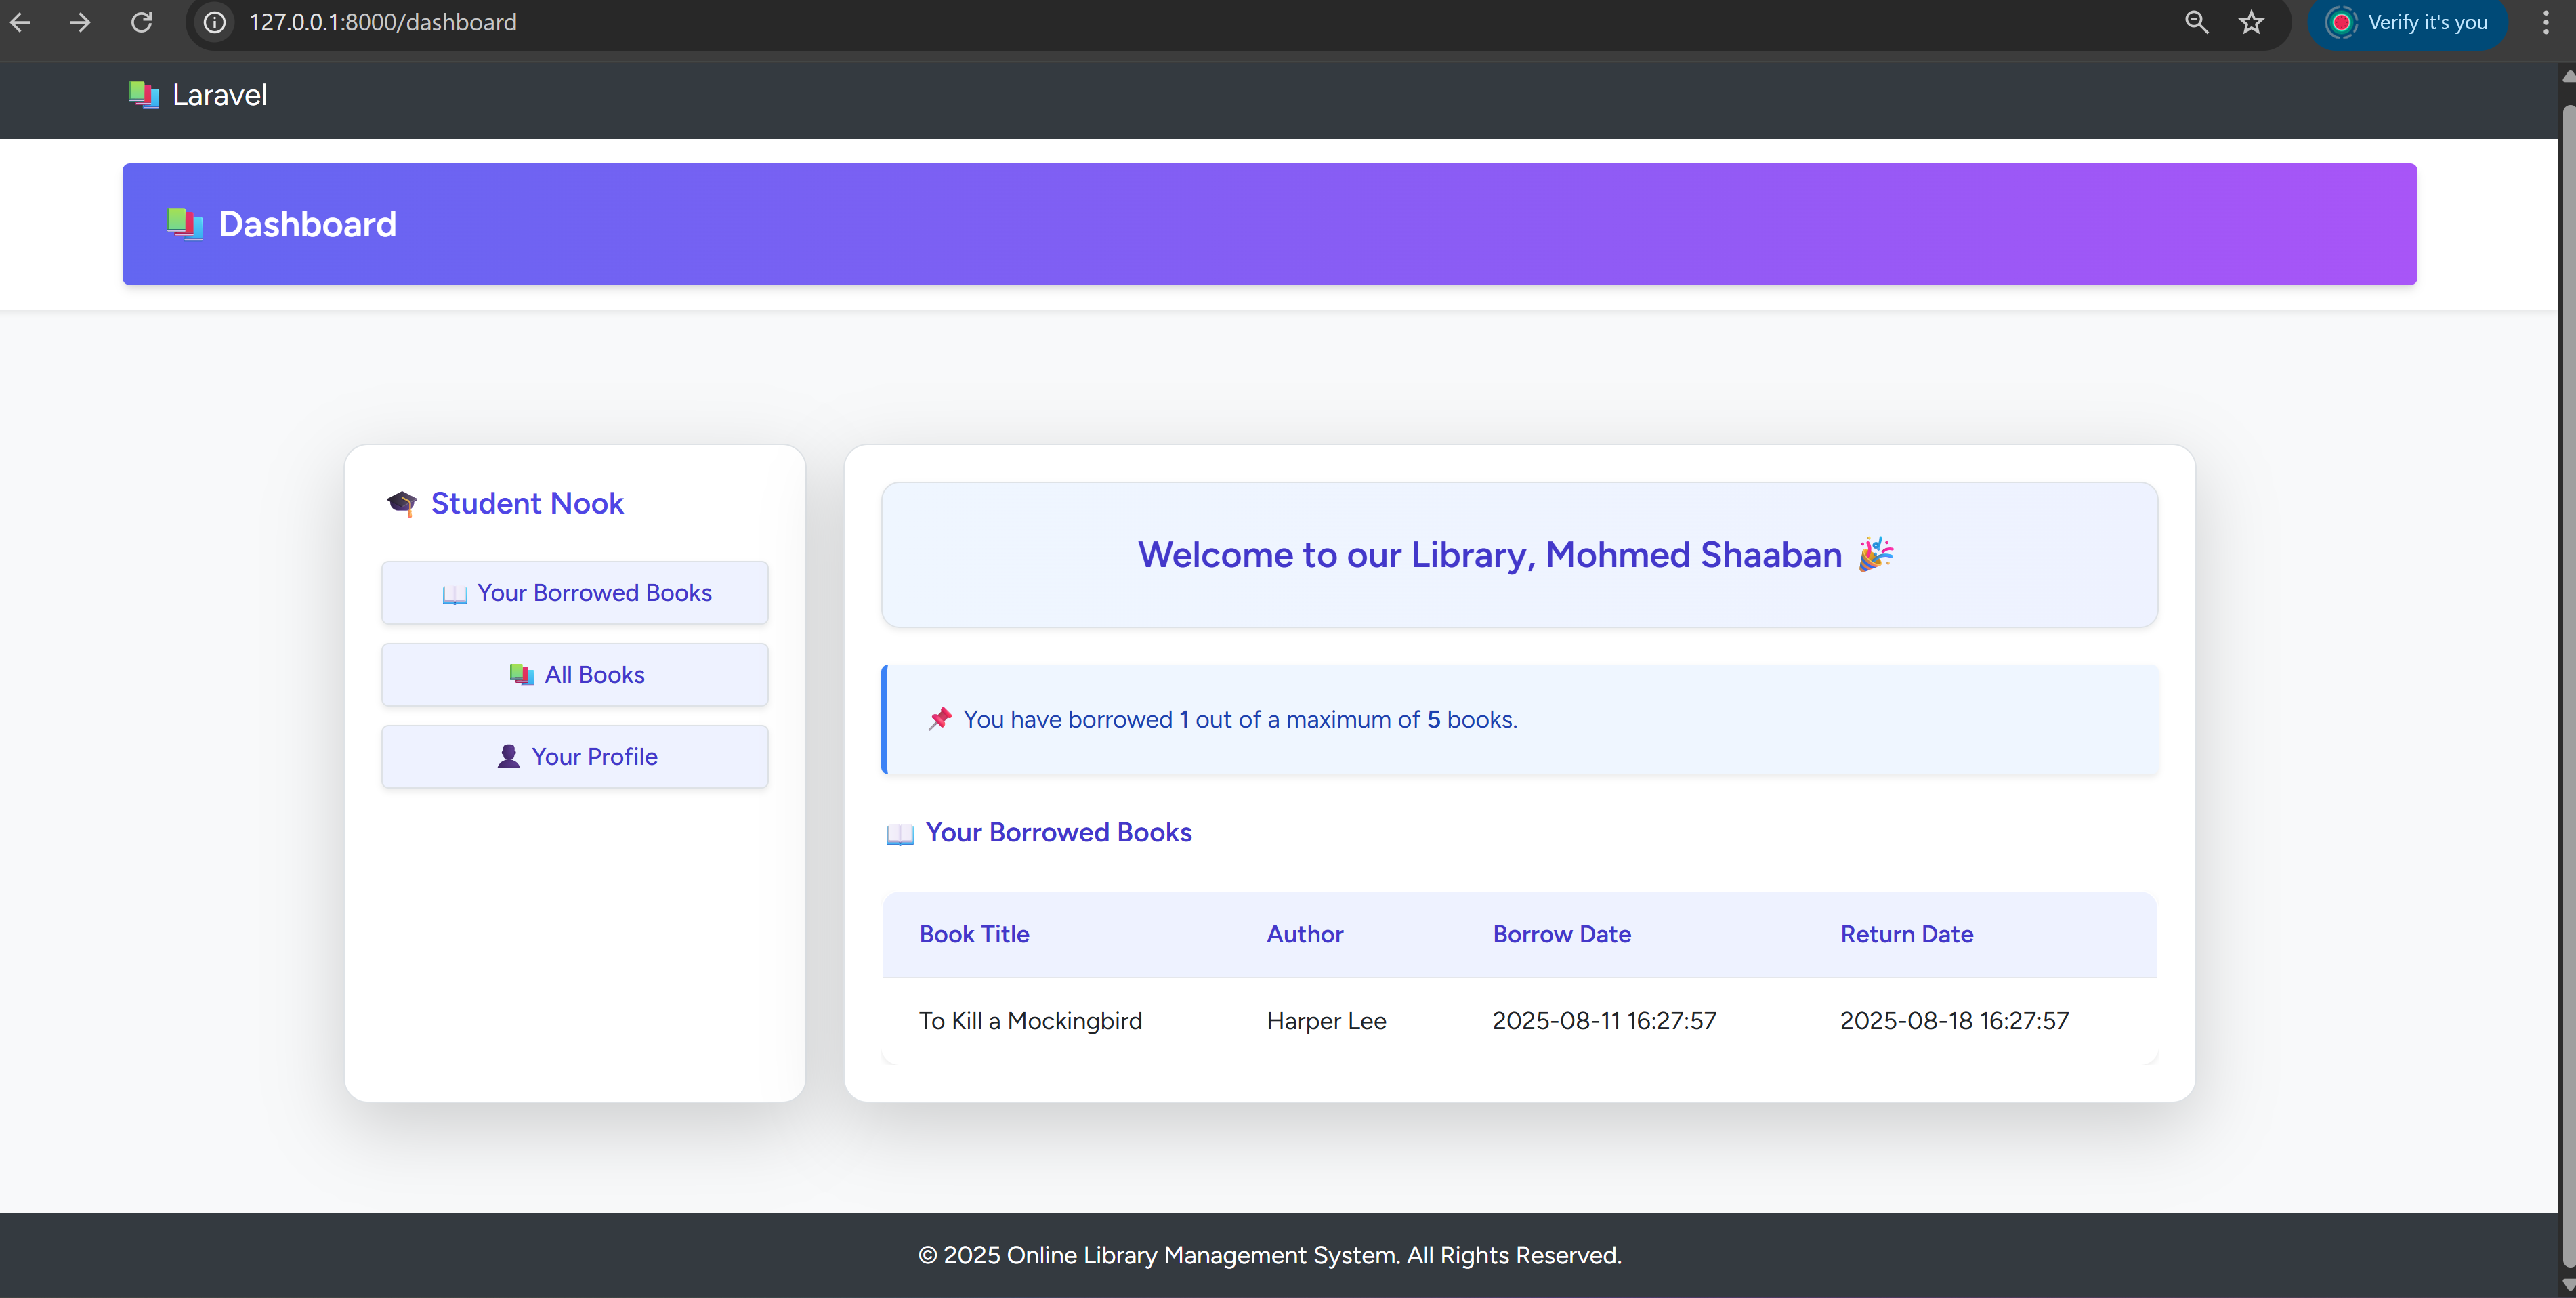 127.0.0.1:8000/dashboard
Verify it's you
Laravel
Dashboard
Student Nook
Your Borrowed Books
All Books
Your Profile
Welcome to our Library, Mohmed Shaaban 🎉
📌 You have borrowed 1 out of a maximum of 5 books.
Your Borrowed Books
Book Title Author Borrow Date Return Date
To Kill a Mockingbird Harper Lee 2025-08-11 16:27:57 2025-08-18 16:27:57
© 2025 Online Library Management System. All Rights Reserved.